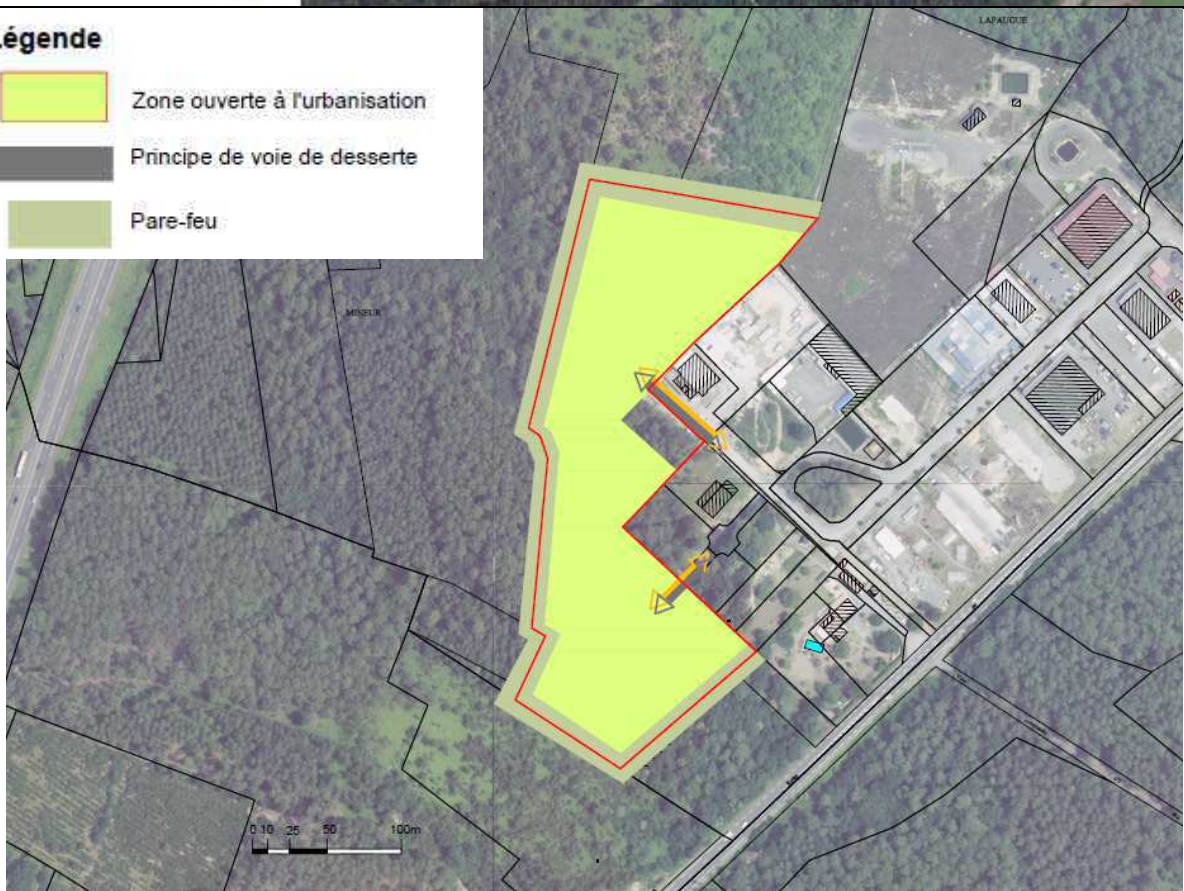 Légende
Zone ouverte à l'urbanisation
Principe de voie de desserte
Pare-feu
LAPAUGUE
MINEUR
0 10 25 50 100m